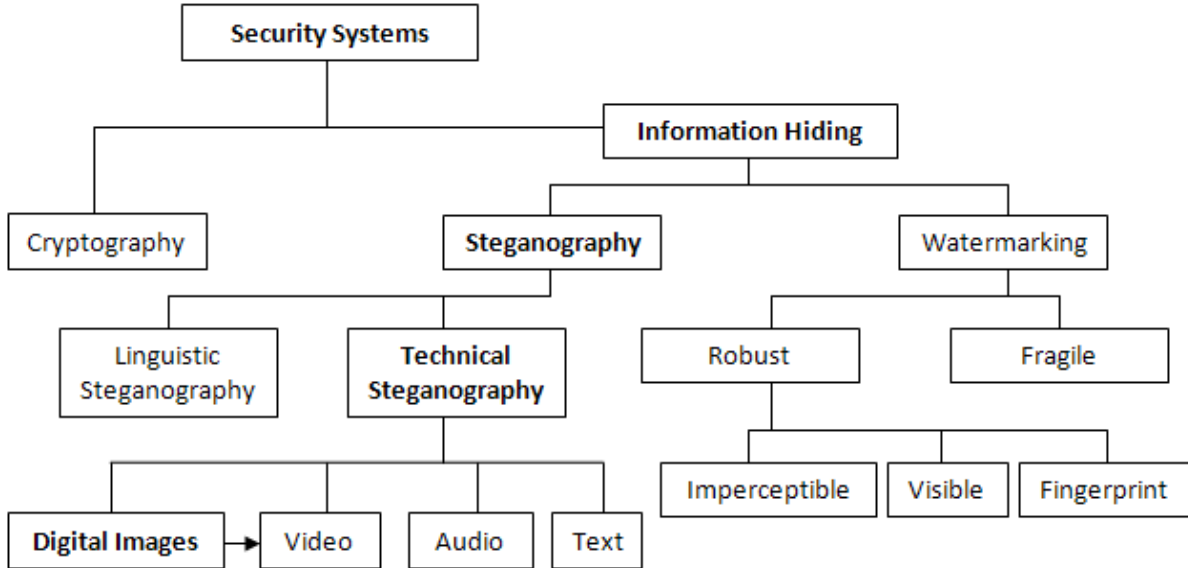 Security Systems
Information Hiding
Cryptography
Steganography
Watermarking
Linguistic
Steganography
Technical
Steganography
Robust
Fragile
Imperceptible
Visible
Fingerprint
Digital Images
Video
Audio
Text